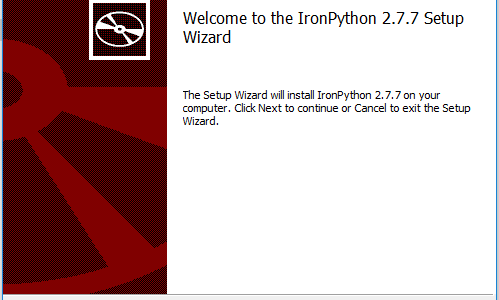 Welcome to the IronPython 2.7.7 Setup
Wizard
The Setup Wizard will install IronPython 2.7.7 on your
computer. Click Next to continue or Cancel to exit the Setup
Wizard.